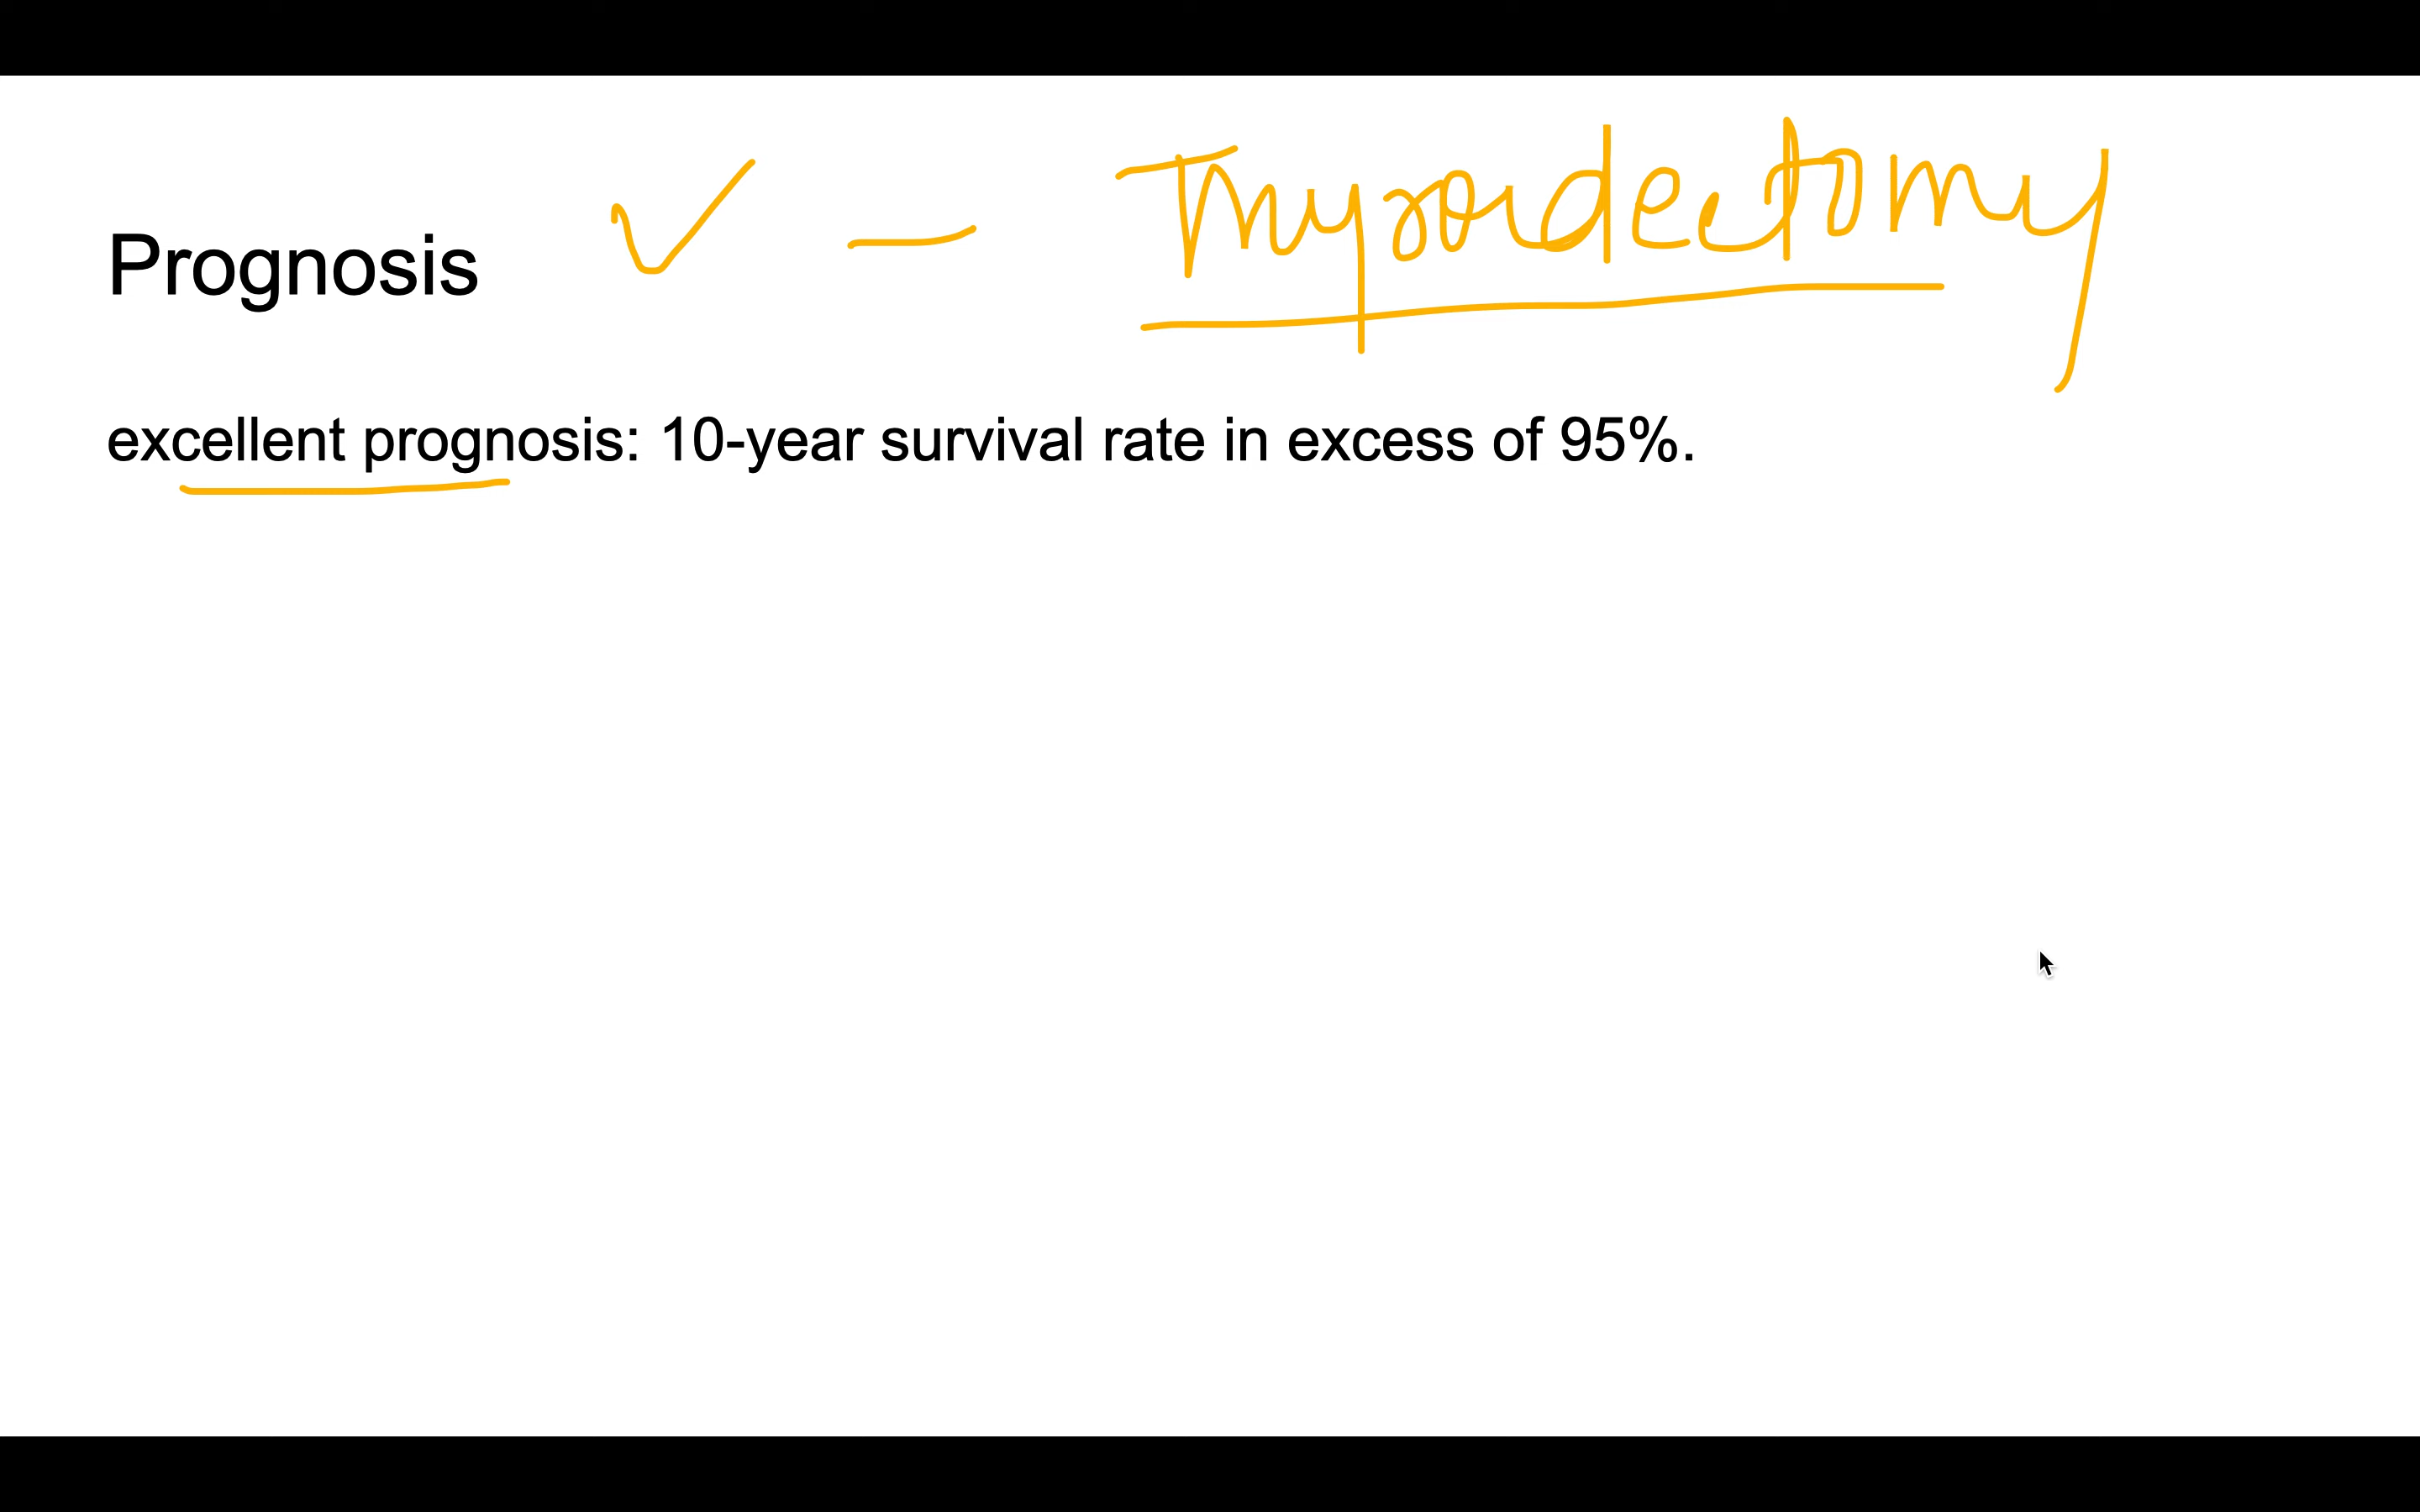 Prognosis
Thyroidectomy
excellent prognosis: 10-year survival rate in excess of 95%.